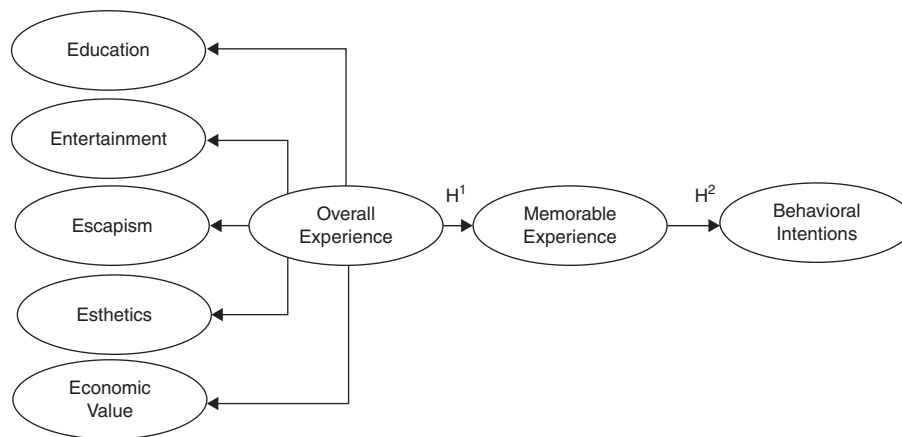 Education
Entertainment
Escapism
Esthetics
Economic
Value
Overall
Experience
H¹
Memorable
Experience
H²
Behavioral
Intentions